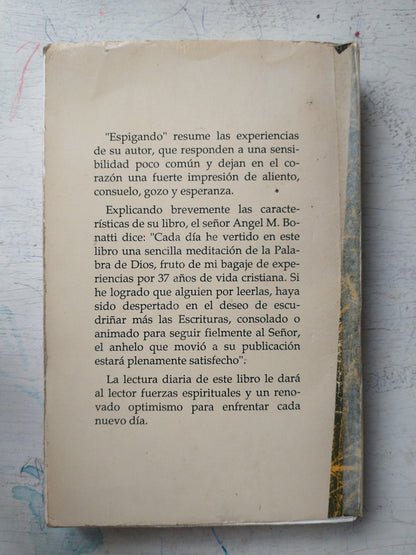 "Espigando" resume las experiencias
de su autor, que responden a una sensi-
bilidad poco común y dejan en el co-
razón una fuerte impresión de aliento,
consuelo, gozo y esperanza.
Explicando brevemente las caracte-
rísticas de su libro, el señor Angel M. Bo-
natti dice: "Cada día he vertido en este
libro una sencilla meditación de la Pala-
bra de Dios, fruto de mi bagaje de ex-
periencias por 37 años de vida cristiana. Si
he logrado que alguien por leerlas, haya
sido despertado en el deseo de escu-
driñar más las Escrituras, consolado o
animado para seguir fielmente al Señor,
el anhelo que movió a su publicación
estará plenamente satisfecho".
La lectura diaria de este libro le dará
al lector fuerzas espirituales y un reno-
vado optimismo para enfrentar cada
nuevo día.